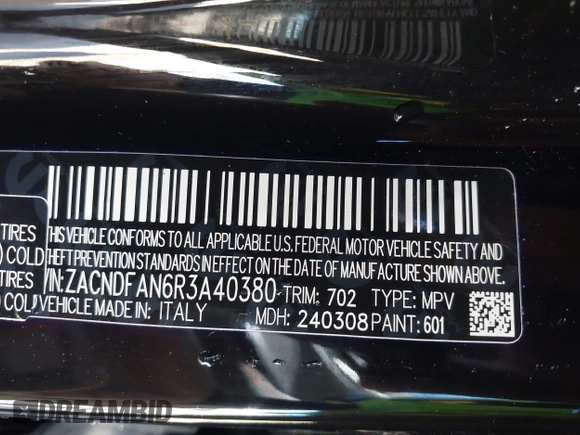 TIRES
COLD
TIRES
COLD
THIS VEHICLE CONFORMS TO ALL APPLICABLE U.S. FEDERAL MOTOR VEHICLE SAFETY AND
THEFT PREVENTION STANDARDS IN EFFECT ON THE DATE OF MANUFACTURE SHOWN ABOVE.
VIN:ZACNDFAN6R3A40380 TRIM: 702 TYPE: MPV
VEHICLE MADE IN: ITALY MDH: 240308 PAINT: 601
DREAMBID